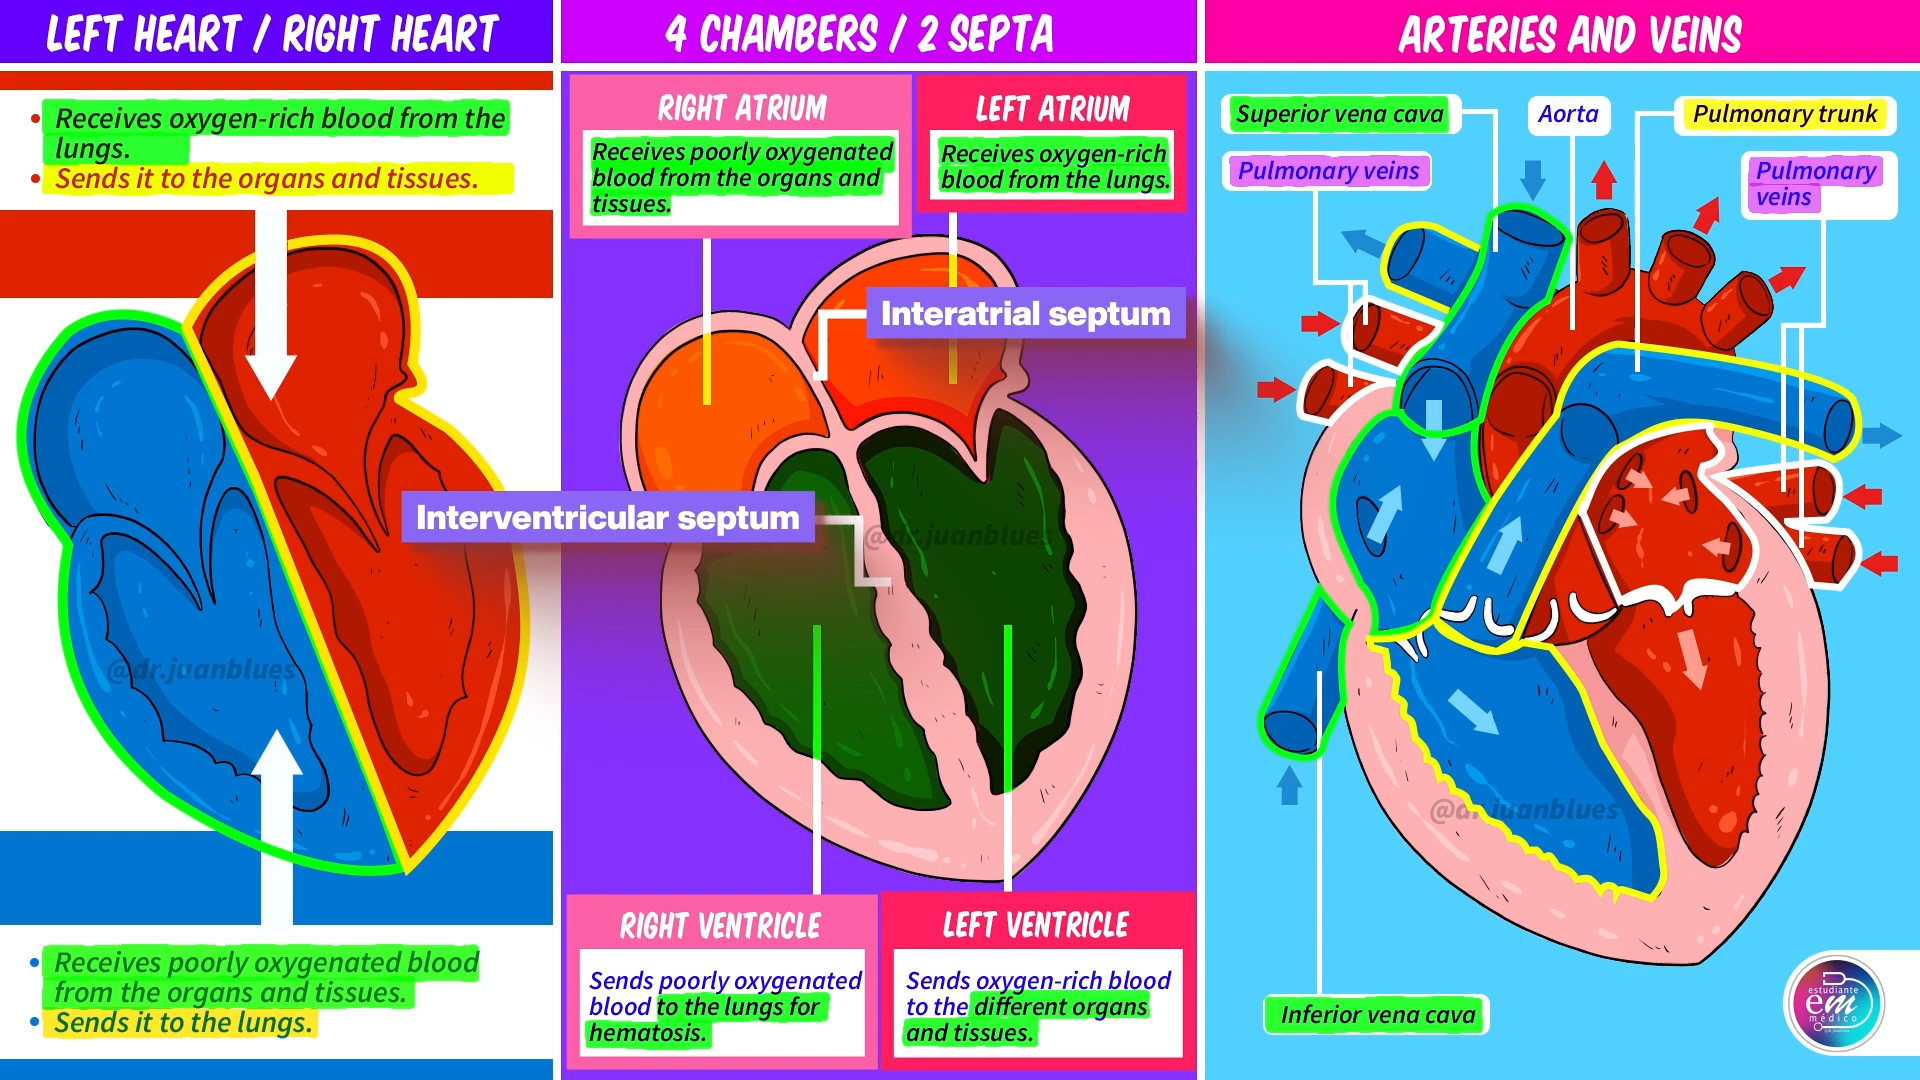 LEFT HEART / RIGHT HEART
Receives oxygen-rich blood from the
lungs.
Sends it to the organs and tissues.
@dr.juanblues
Receives poorly oxygenated blood
from the organs and tissues.
Sends it to the lungs.
4 CHAMBERS / 2 SEPTA
RIGHT ATRIUM
Receives poorly oxygenated
blood from the organs and
tissues.
LEFT ATRIUM
Receives oxygen-rich
blood from the lungs.
Interatrial septum
Interventricular septum
@dr.juanblues
RIGHT VENTRICLE
Sends poorly oxygenated
blood to the lungs for
hematosis.
LEFT VENTRICLE
Sends oxygen-rich blood
to the different organs
and tissues.
ARTERIES AND VEINS
Superior vena cava
Aorta
Pulmonary trunk
Pulmonary veins
Pulmonary
veins
@dr.juanblues
Inferior vena cava
estudiante
em
médico